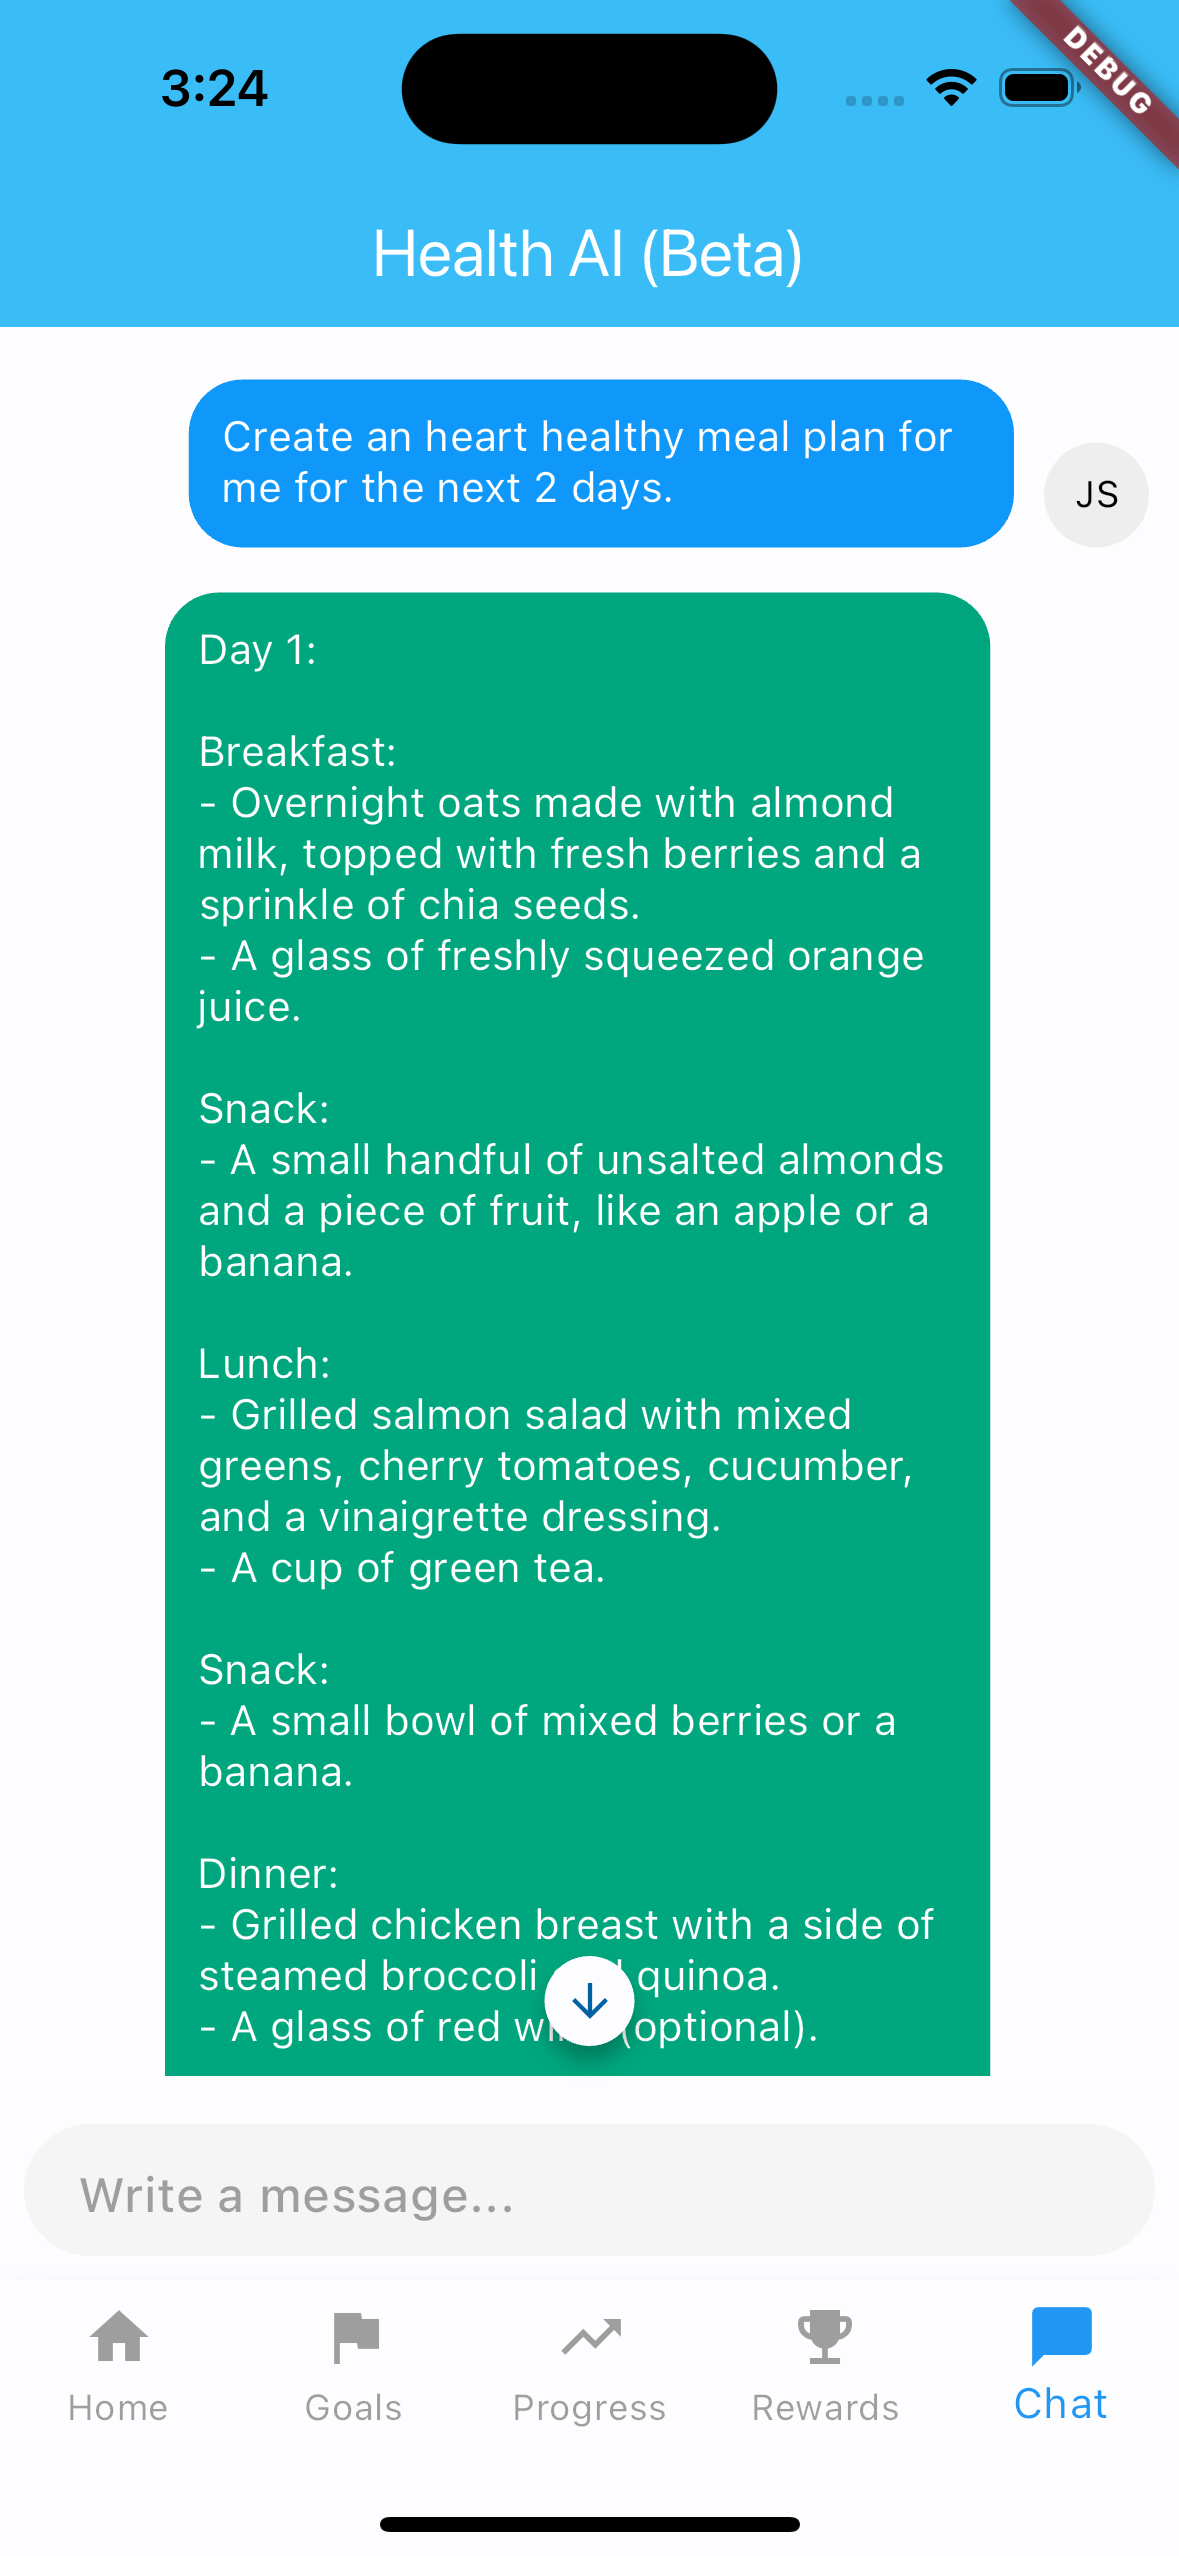 3:24
DEBUG
Health AI (Beta)
Create an heart healthy meal plan for
me for the next 2 days.
JS
Day 1:
Breakfast:
- Overnight oats made with almond
milk, topped with fresh berries and a
sprinkle of chia seeds.
- A glass of freshly squeezed orange
juice.
Snack:
- A small handful of unsalted almonds
and a piece of fruit, like an apple or a
banana.
Lunch:
- Grilled salmon salad with mixed
greens, cherry tomatoes, cucumber,
and a vinaigrette dressing.
- A cup of green tea.
Snack:
- A small bowl of mixed berries or a
banana.
Dinner:
- Grilled chicken breast with a side of
steamed broccoli quinoa.
- A glass of red (optional).
Write a message...
Home
Goals
Progress
Rewards
Chat